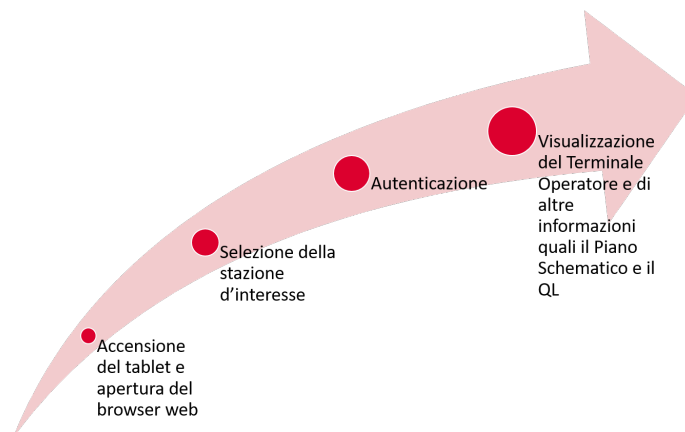 Accensione
del tablet e
apertura del
browser web
Selezione della
stazione
d’interesse
Autenticazione
Visualizzazione
del Terminale
Operatore e di
altre
informazioni
quali il Piano
Schematico e il
QL